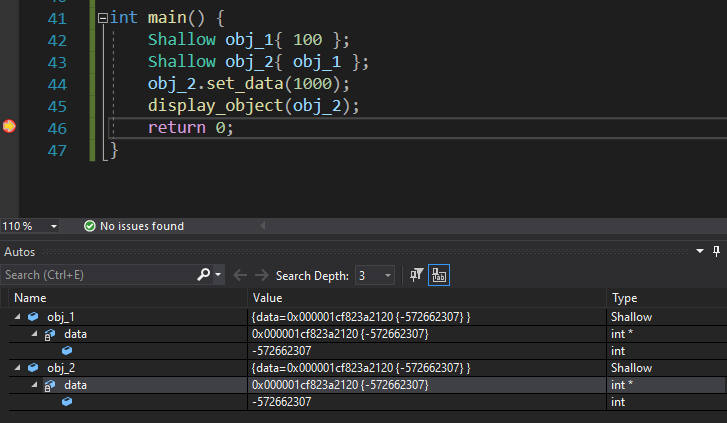 41 int main() {
42 Shallow obj_1{ 100 };
43 Shallow obj_2{ obj_1 };
44 obj_2.set_data(1000);
45 display_object(obj_2);
46 return 0;
47 }
110 % No issues found
Autos
Search (Ctrl+E) Search Depth: 3
Name Value Type
obj_1 {data=0x000001cf823a2120 {-572662307} } Shallow
data 0x000001cf823a2120 {-572662307} int *
-572662307 int
obj_2 {data=0x000001cf823a2120 {-572662307} } Shallow
data 0x000001cf823a2120 {-572662307} int *
-572662307 int